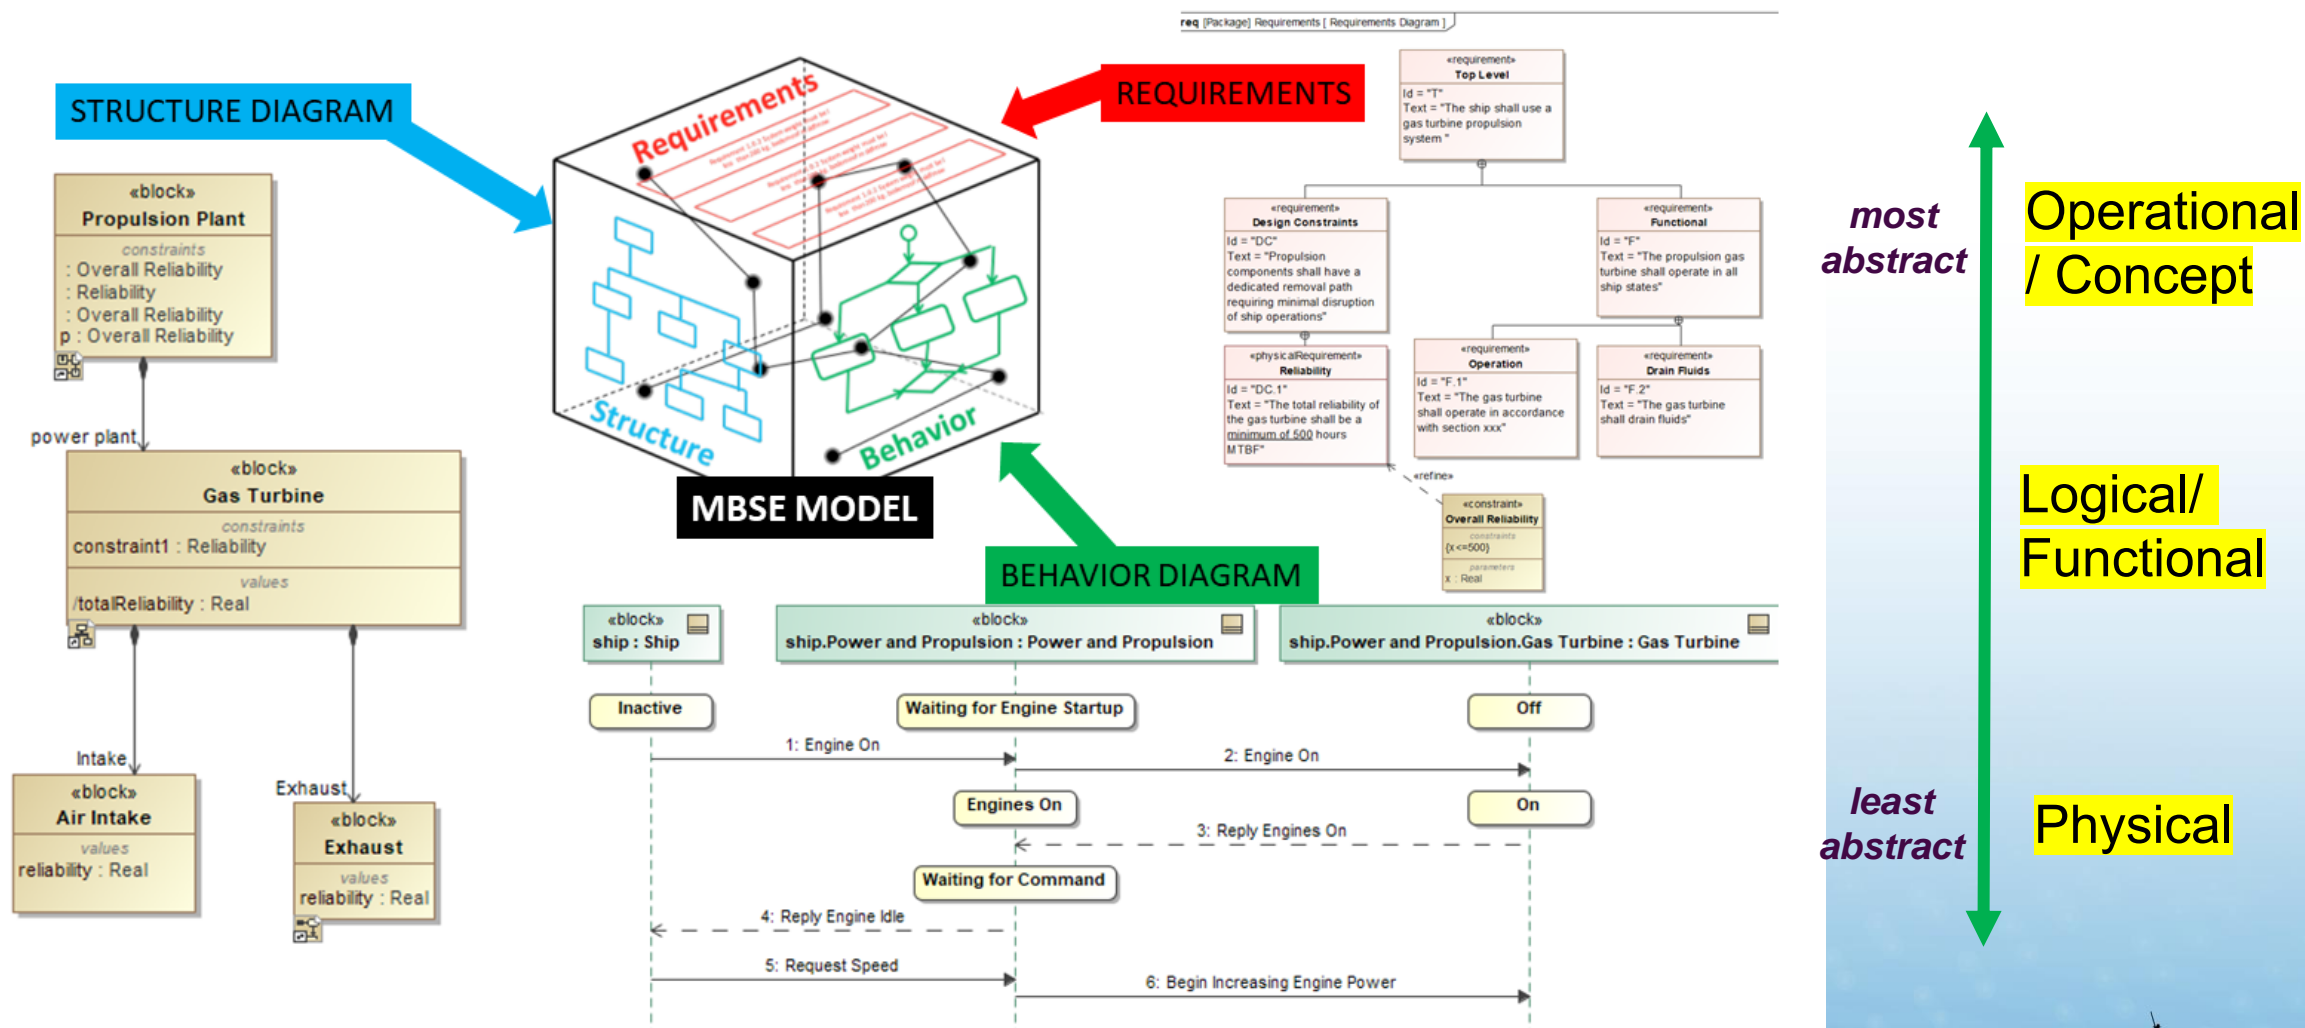 req [Package] Requirements [ Requirements Diagram ]
STRUCTURE DIAGRAM
«block»
Propulsion Plant
constraints
: Overall Reliability
: Reliability
: Overall Reliability
p : Overall Reliability
power plant
«block»
Gas Turbine
constraints
constraint1 : Reliability
values
/totalReliability : Real
Intake
«block»
Air Intake
values
reliability : Real
Exhaust
«block»
Exhaust
values
reliability : Real
Requirements
Structure
Behavior
MBSE MODEL
REQUIREMENTS
«requirement»
Top Level
Id = "T"
Text = "The ship shall use a
gas turbine propulsion
system "
«requirement»
Design Constraints
Id = "DC"
Text = "Propulsion
components shall have a
dedicated removal path
requiring minimal disruption
of ship operations"
«requirement»
Functional
Id = "F"
Text = "The propulsion gas
turbine shall operate in all
ship states"
«physicalRequirement»
Reliability
Id = "DC.1"
Text = "The total reliability of
the gas turbine shall be a
minimum of 500 hours
MTBF"
«requirement»
Operation
Id = "F.1"
Text = "The gas turbine
shall operate in accordance
with section xxx"
«requirement»
Drain Fluids
Id = "F.2"
Text = "The gas turbine
shall drain fluids"
«refine»
«constraint»
Overall Reliability
constraints
{x<=500}
parameters
x : Real
BEHAVIOR DIAGRAM
«block»
ship : Ship
«block»
ship.Power and Propulsion : Power and Propulsion
«block»
ship.Power and Propulsion.Gas Turbine : Gas Turbine
Inactive
Waiting for Engine Startup
Off
1: Engine On
2: Engine On
Engines On
On
3: Reply Engines On
Waiting for Command
4: Reply Engine Idle
5: Request Speed
6: Begin Increasing Engine Power
most
abstract
Operational
/ Concept
Logical/
Functional
least
abstract
Physical